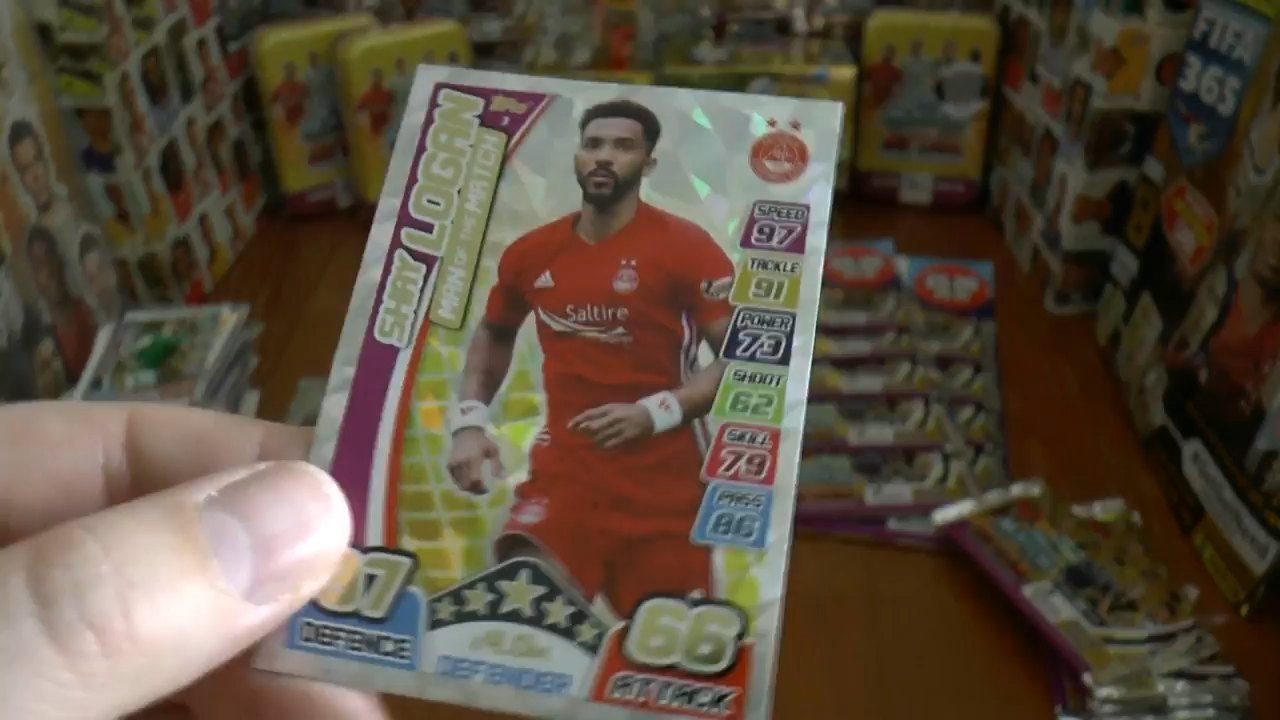 SHAY LOGAN
MAN OF THE MATCH
SPEED
97
TACKLE
91
POWER
73
SHOOT
62
SKILL
79
PASS
86
Saltire
DEFENCE
DEFENDER
66
ATTACK
FIFA
365